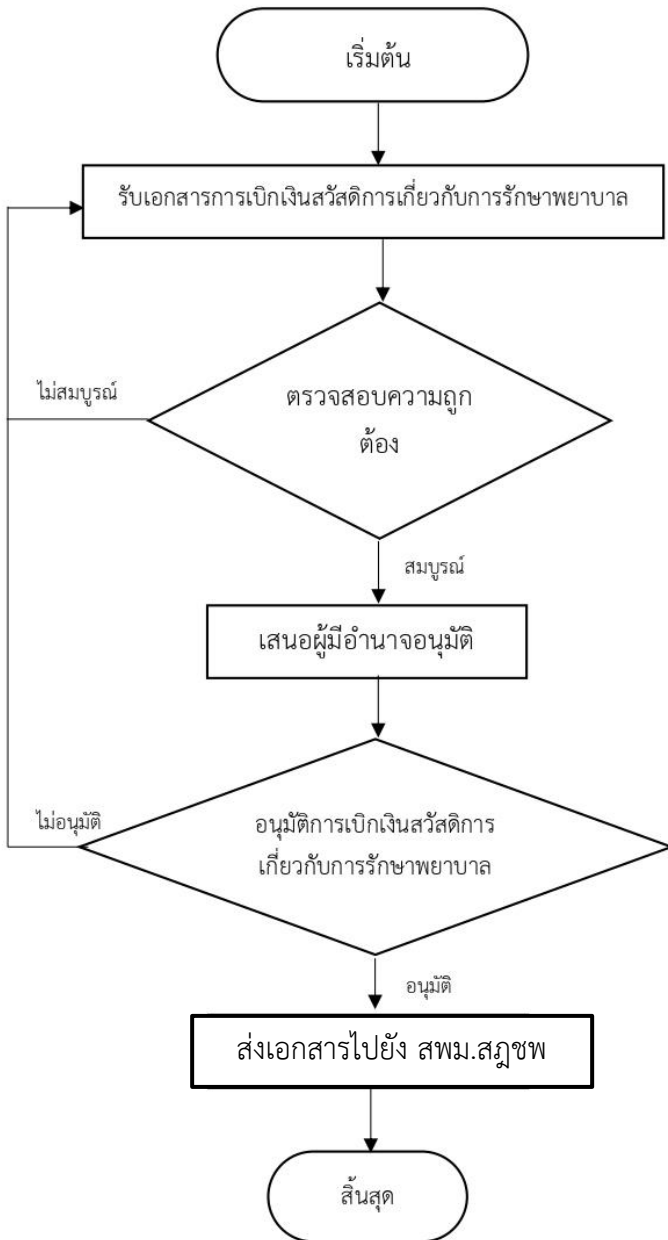 เริ่มต้น
รับเอกสารการเบิกเงินสวัสดิการเกี่ยวกับการรักษาพยาบาล
ไม่สมบูรณ์
ตรวจสอบความถูก
ต้อง
สมบูรณ์
เสนอผู้มีอำนาจอนุมัติ
ไม่อนุมัติ
อนุมัติการเบิกเงินสวัสดิการ
เกี่ยวกับการรักษาพยาบาล
อนุมัติ
ส่งเอกสารไปยัง สพม.สฎชพ
สิ้นสุด